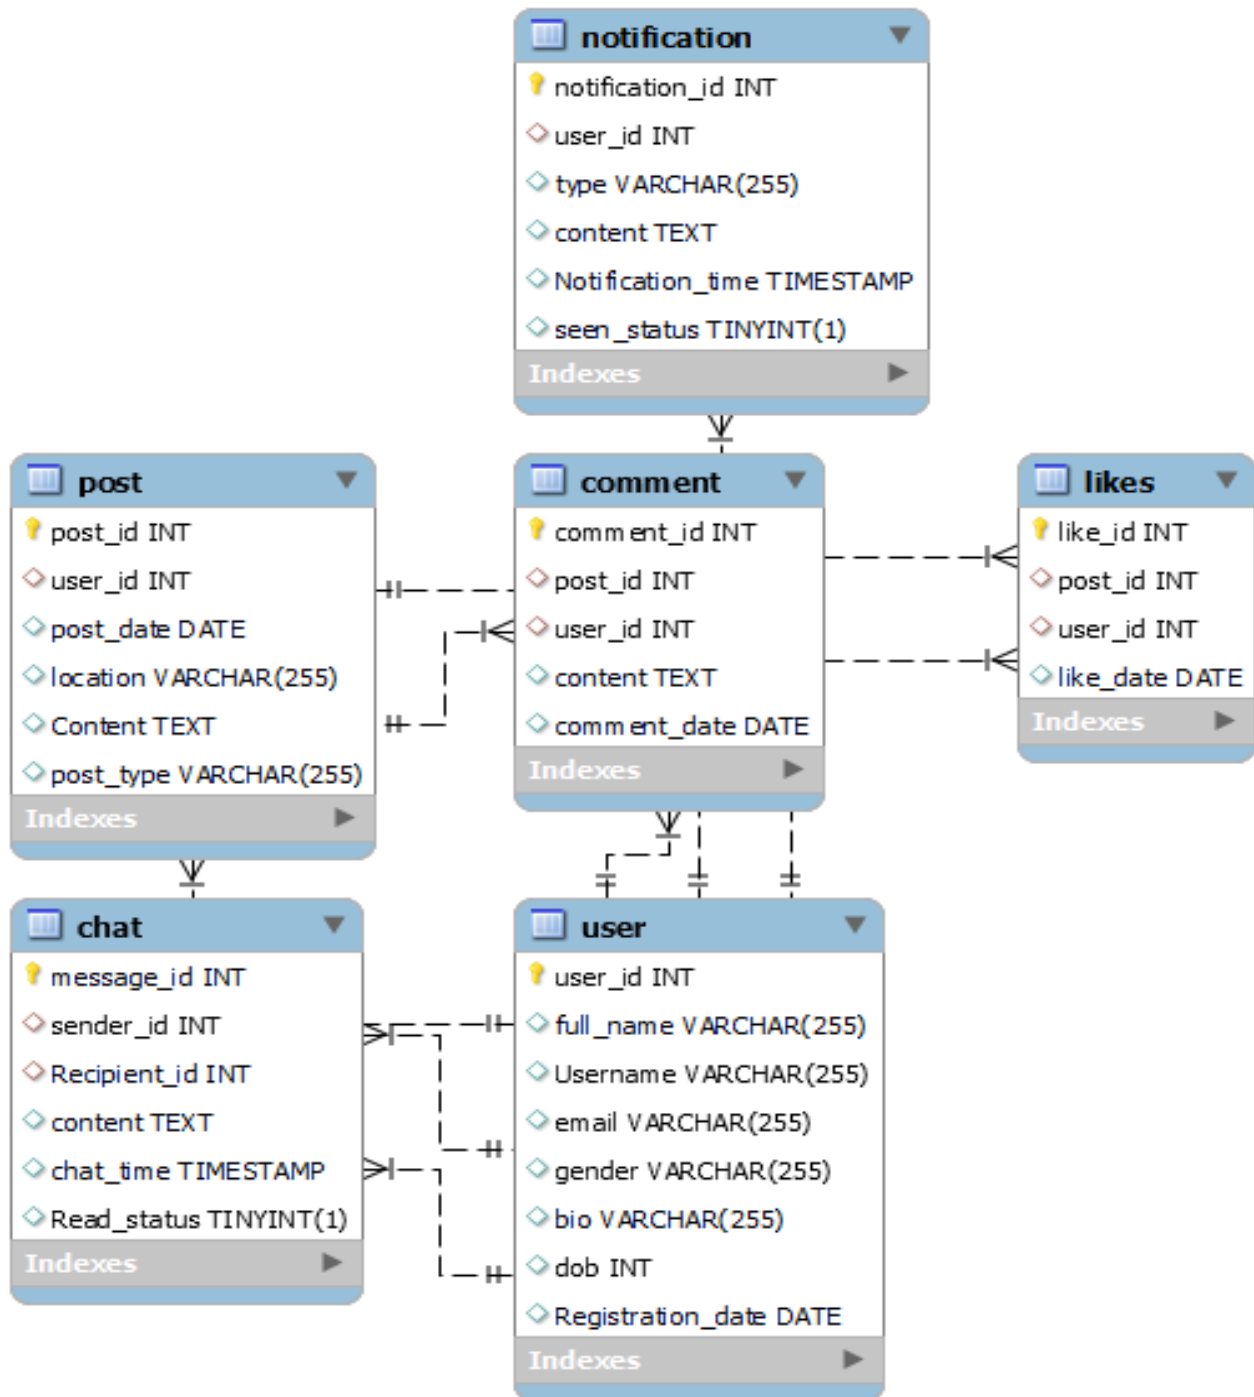 notification
notification_id INT
user_id INT
type VARCHAR(255)
content TEXT
Notification_time TIMESTAMP
seen_status TINYINT(1)
Indexes
post
post_id INT
user_id INT
post_date DATE
location VARCHAR(255)
Content TEXT
post_type VARCHAR(255)
Indexes
comment
comment_id INT
post_id INT
user_id INT
content TEXT
comment_date DATE
Indexes
likes
like_id INT
post_id INT
user_id INT
like_date DATE
Indexes
chat
message_id INT
sender_id INT
Recipient_id INT
content TEXT
chat_time TIMESTAMP
Read_status TINYINT(1)
Indexes
user
user_id INT
full_name VARCHAR(255)
Username VARCHAR(255)
email VARCHAR(255)
gender VARCHAR(255)
bio VARCHAR(255)
dob INT
Registration_date DATE
Indexes